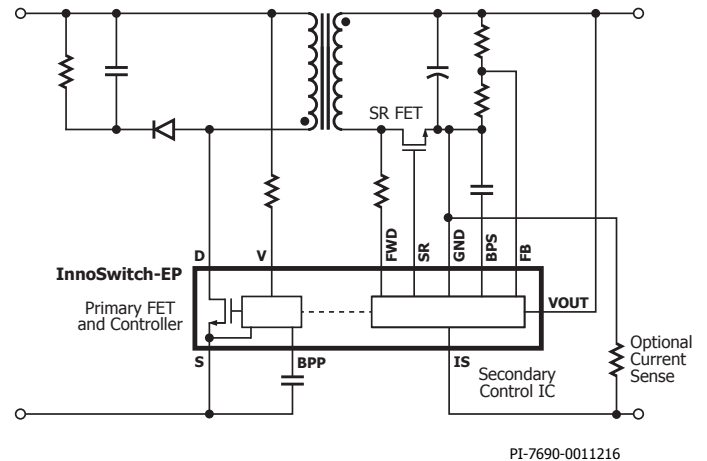 SR FET
D
V
FWD
SR
GND
BPS
FB
InnoSwitch-EP
VOUT
Primary FET
and Controller
S
BPP
IS
Secondary
Control IC
Optional
Current
Sense
PI-7690-0011216